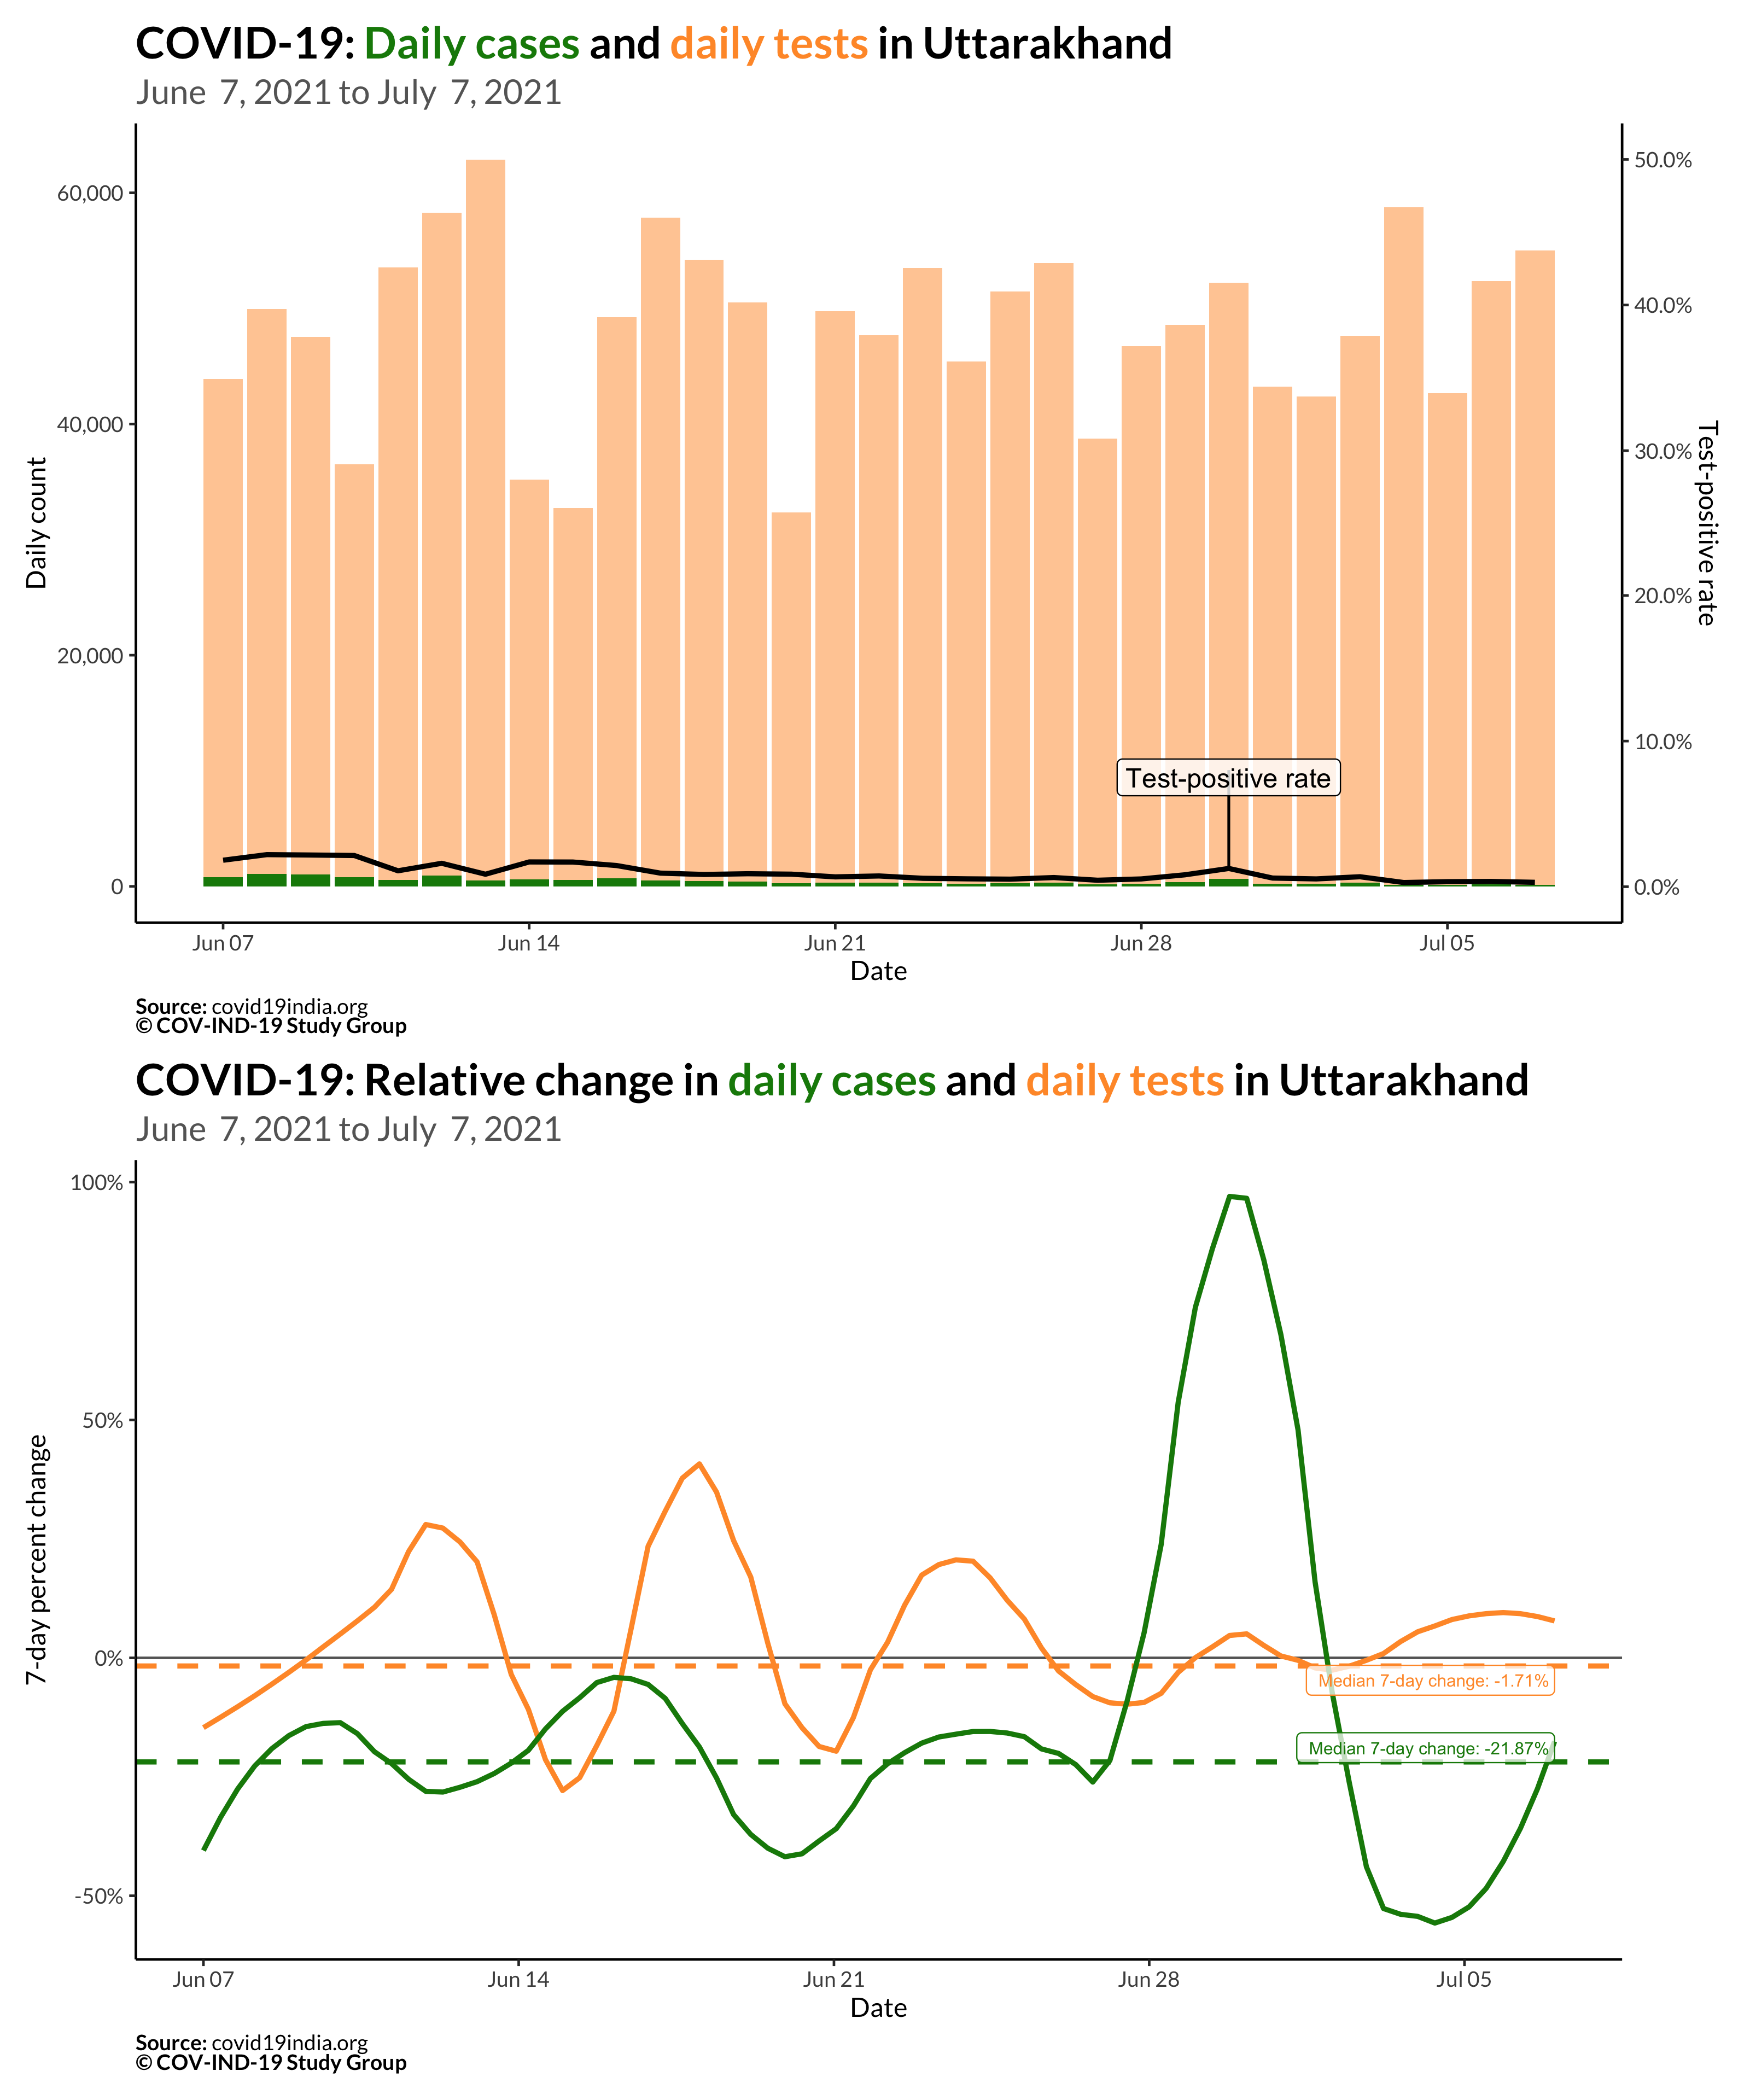 COVID-19: Daily cases and daily tests in Uttarakhand
June 7, 2021 to July 7, 2021
60,000
40,000
20,000
0
Daily count
50.0%
40.0%
30.0%
20.0%
10.0%
0.0%
Test-positive rate
Test-positive rate
Jun 07
Jun 14
Jun 21
Jun 28
Jul 05
Date
Source: covid19india.org
© COV-IND-19 Study Group
COVID-19: Relative change in daily cases and daily tests in Uttarakhand
June 7, 2021 to July 7, 2021
100%
50%
0%
-50%
7-day percent change
Median 7-day change: -1.71%
Median 7-day change: -21.87%
Jun 07
Jun 14
Jun 21
Jun 28
Jul 05
Date
Source: covid19india.org
© COV-IND-19 Study Group